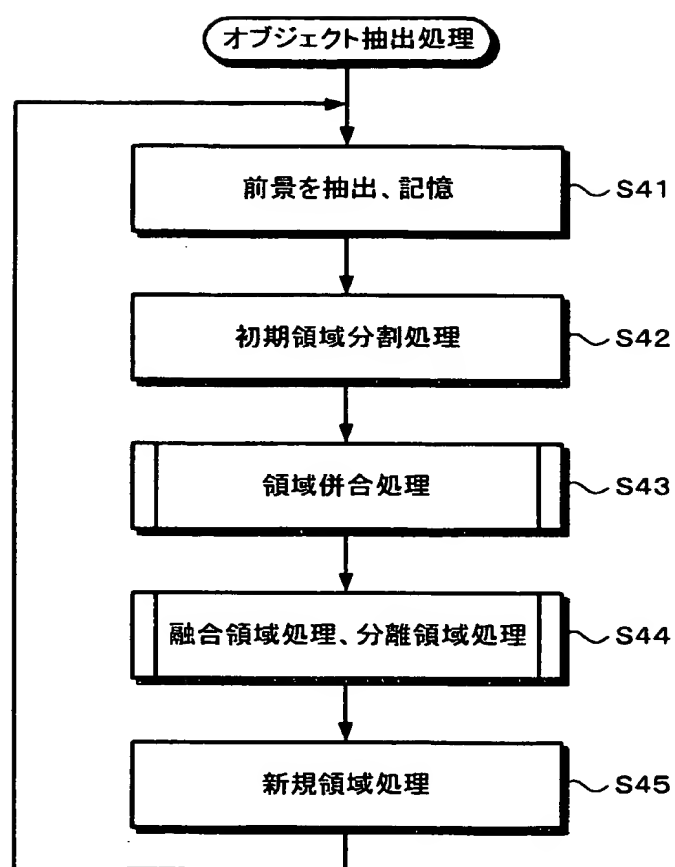 オブジェクト抽出処理
前景を抽出、記憶
S41
初期領域分割処理
S42
領域併合処理
S43
融合領域処理、分離領域処理
S44
新規領域処理
S45